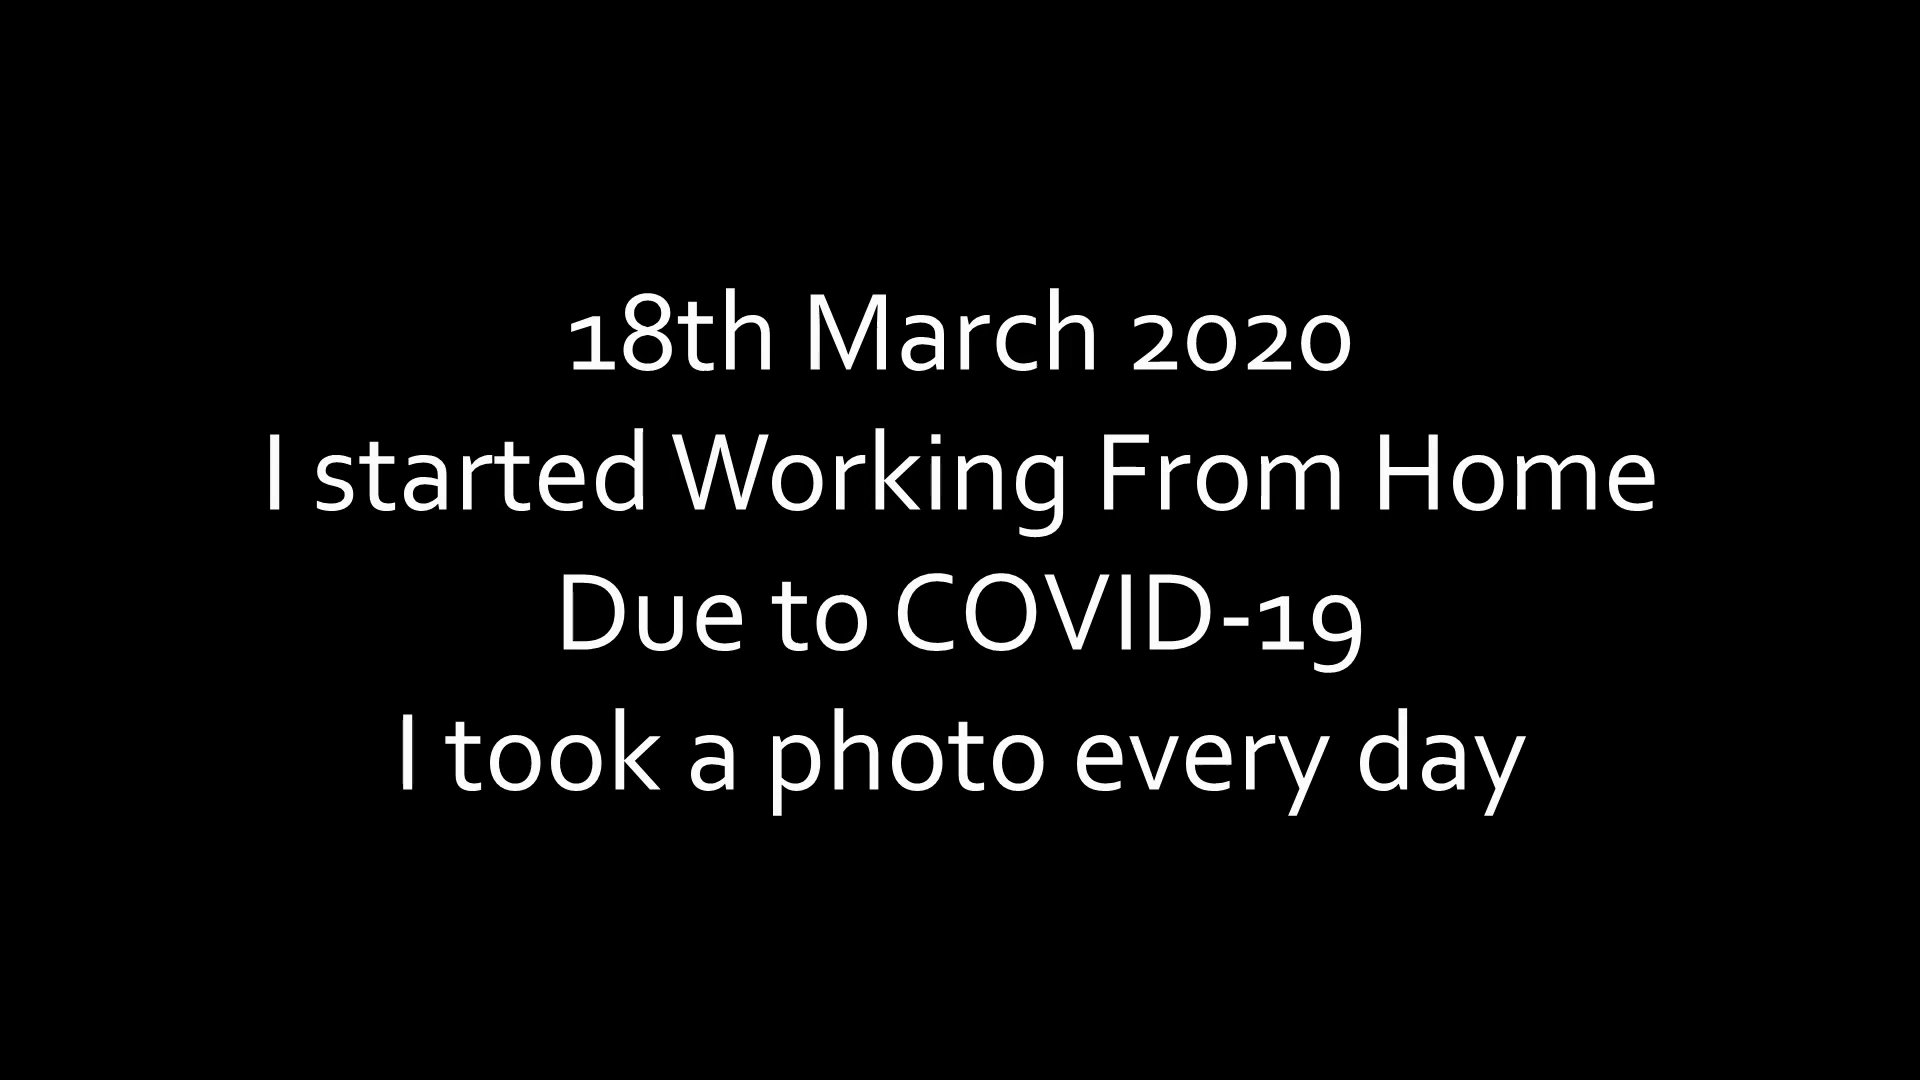 18th March 2020
I started Working From Home
Due to COVID-19
I took a photo every day